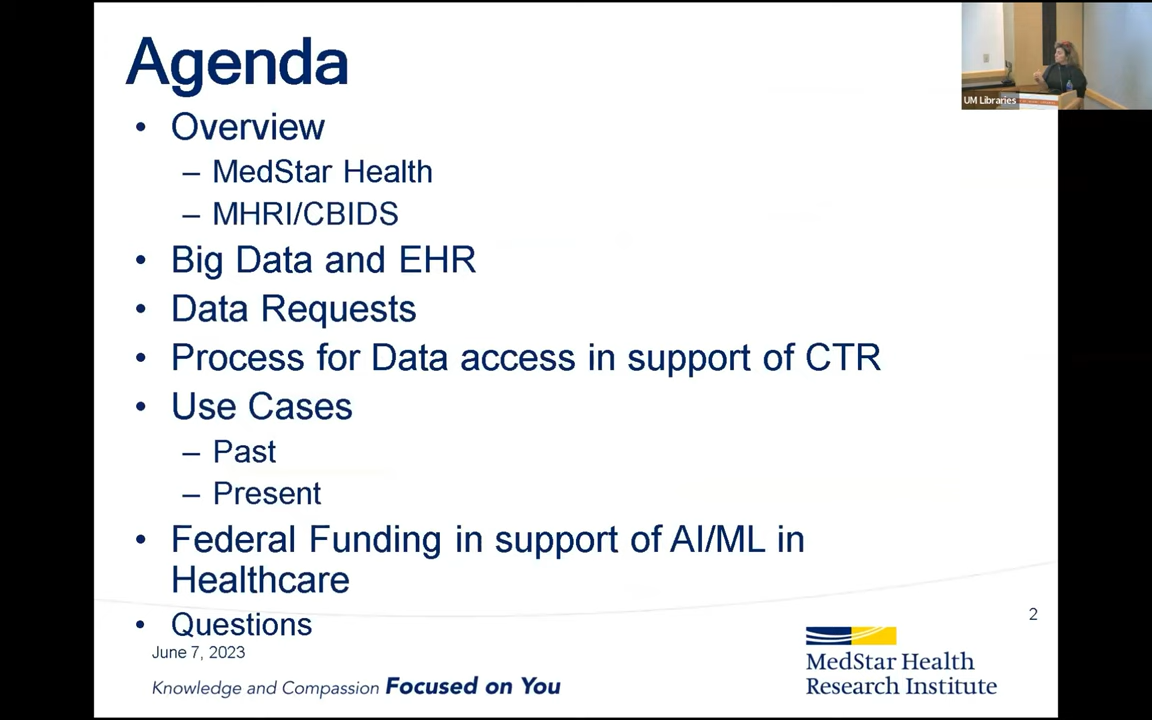 Agenda
• Overview
– MedStar Health
– MHRI/CBIDS
• Big Data and EHR
• Data Requests
• Process for Data access in support of CTR
• Use Cases
– Past
– Present
• Federal Funding in support of AI/ML in
Healthcare
• Questions
June 7, 2023
Knowledge and Compassion Focused on You
2
MedStar Health
Research Institute
UM Libraries